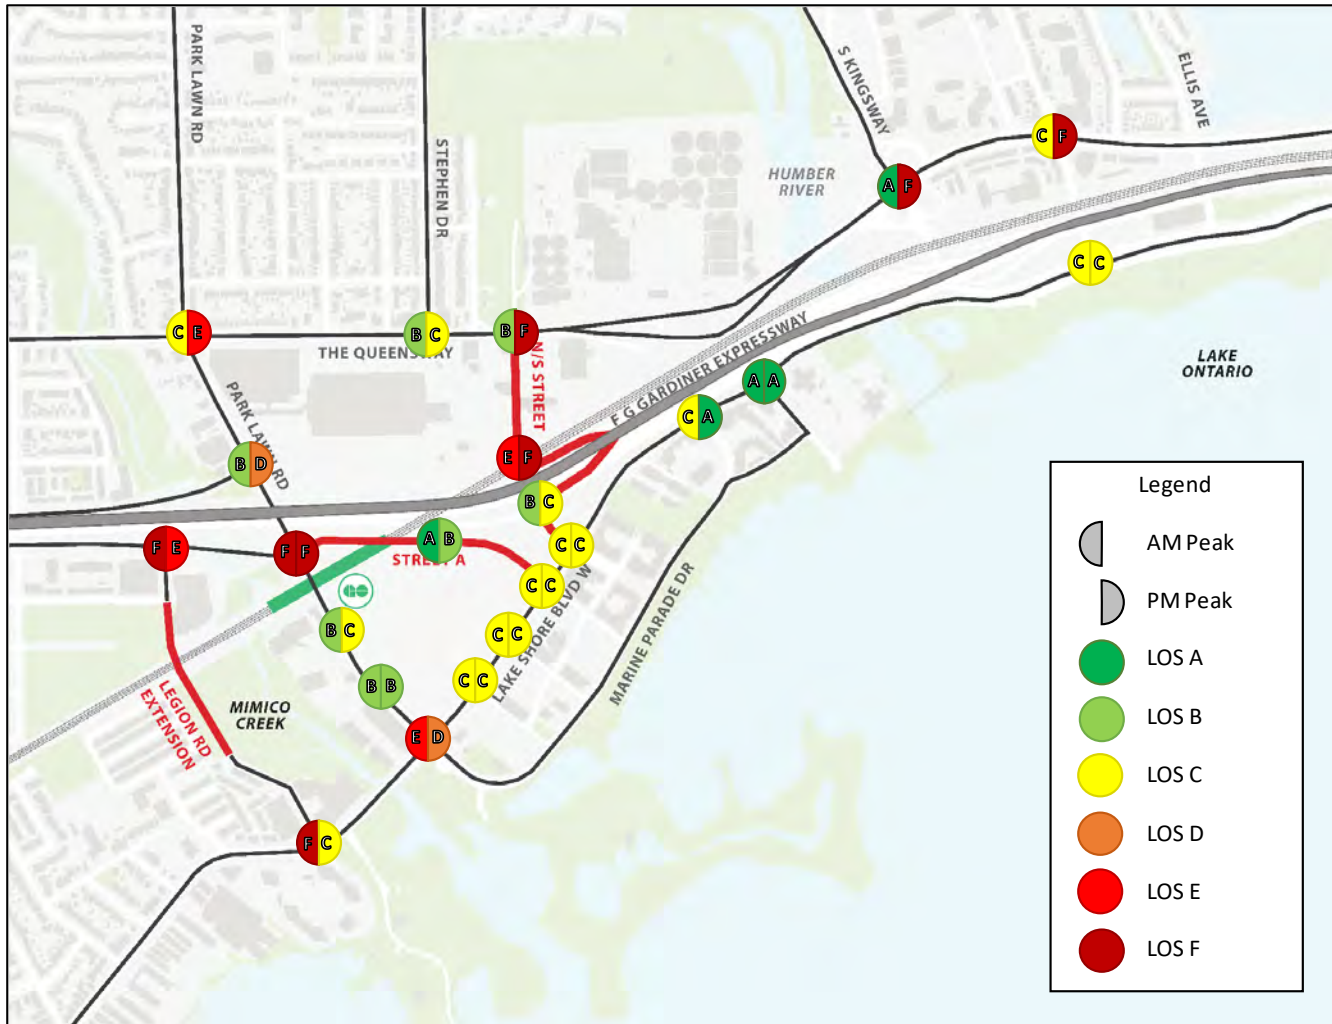 PARK LAWN RD
STEPHEN DR
S KINGSWAY
ELLIS AVE
C F
HUMBER
RIVER
A F
C C
C E
B C
B F
THE QUEENSWAY
N/S STREET
F G GARDINER EXPRESSWAY
LAKE
ONTARIO
A A
C A
PARK LAWN RD
B D
E F
B C
F E
F F
A B
C C
STREET A
C C
B C
C C
LAKE SHORE BLVD W
MARINE PARADE DR
B B
C C
LEGION RD
EXTENSION
MIMICO
CREEK
E D
F C
Legend
AM Peak
PM Peak
LOS A
LOS B
LOS C
LOS D
LOS E
LOS F